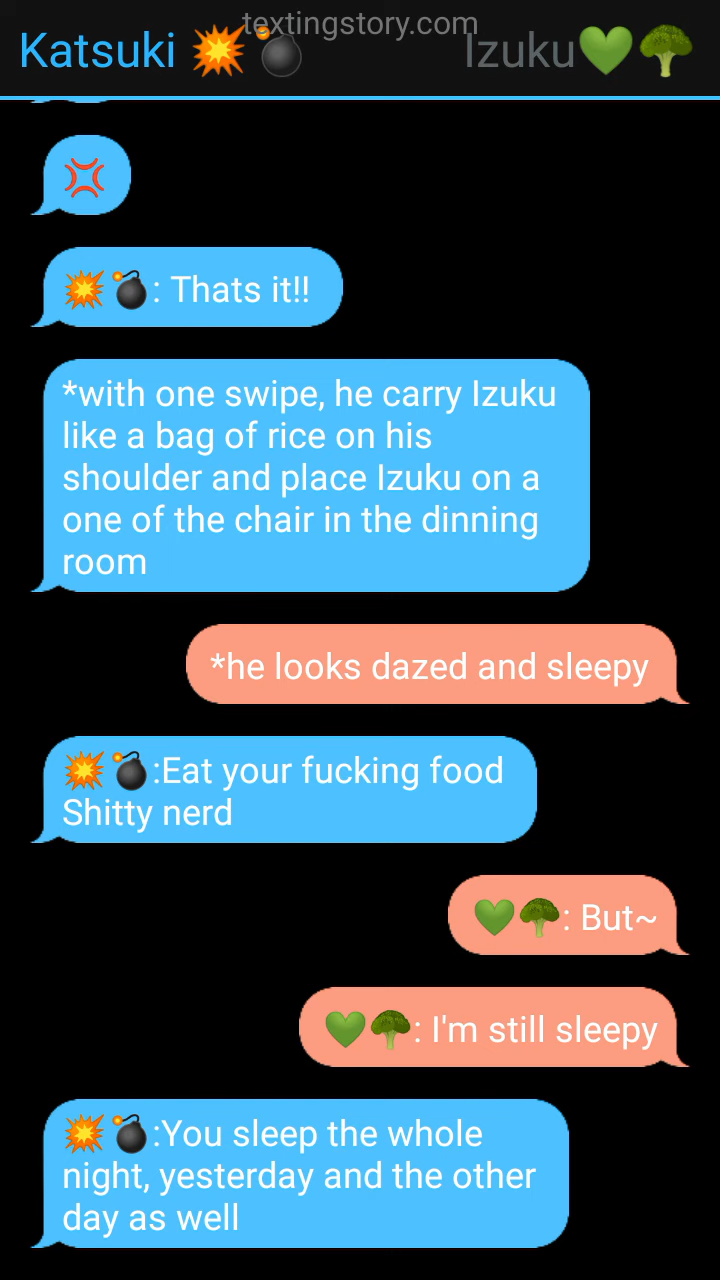 textingstory.com
Katsuki 💥💣 Izuku💚🥦
💢
💥💣: Thats it!!
*with one swipe, he carry Izuku
like a bag of rice on his
shoulder and place Izuku on a
one of the chair in the dinning
room
*he looks dazed and sleepy
💥💣:Eat your fucking food
Shitty nerd
💚🥦: But~
💚🥦: I'm still sleepy
💥💣:You sleep the whole
night, yesterday and the other
day as well